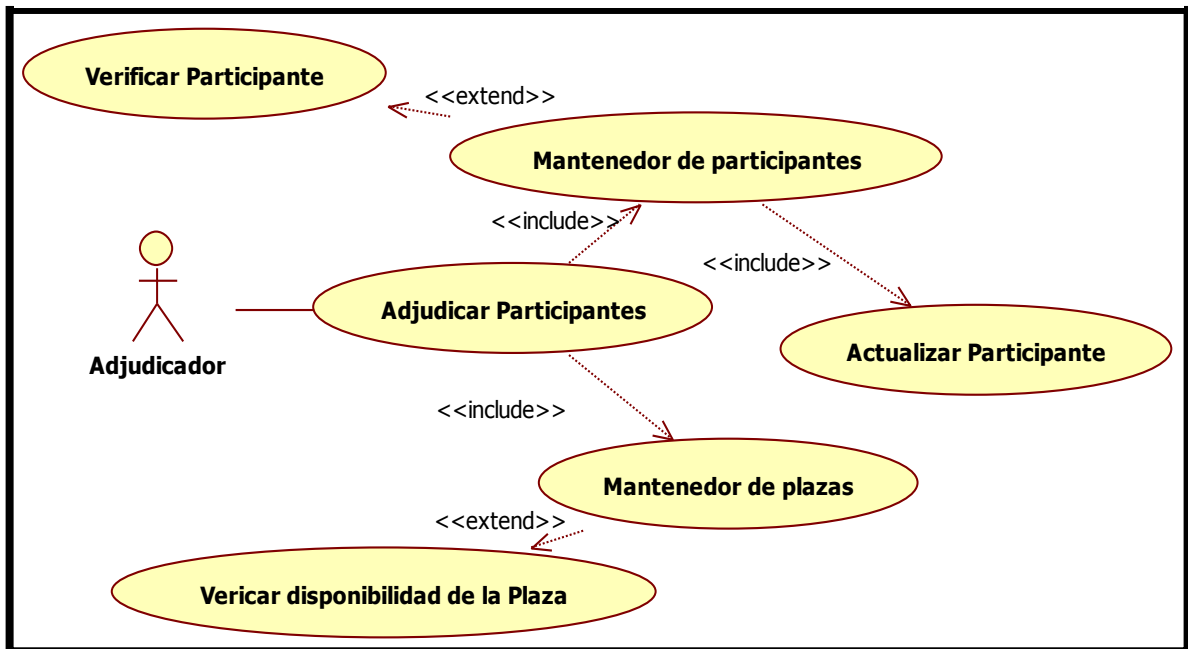 Verificar Participante
<<extend>>
Mantenedor de participantes
<<include>>
<<include>>
Adjudicar Participantes
Adjudicador
Actualizar Participante
<<include>>
Mantenedor de plazas
<<extend>>
Vericar disponibilidad de la Plaza